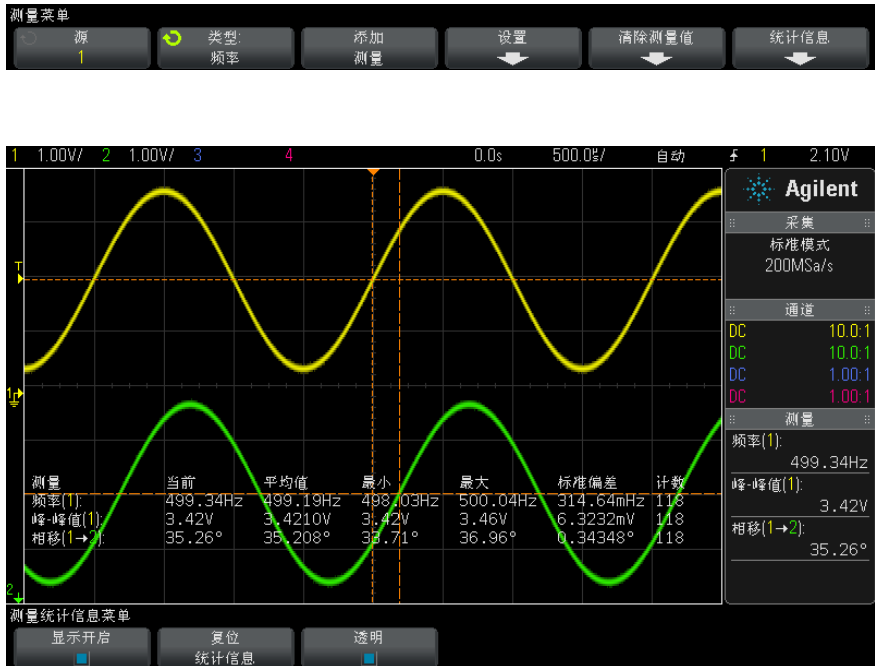 测量菜单
源 类型: 添加 设置 清除测量值 统计信息
1 频率 测量
1 1.00V/ 2 1.00V/ 3 4 0.0s 500.0µs/ 自动 1 2.10V
Agilent
采集
标准模式
200MSa/s
通道
DC 10.0:1
DC 10.0:1
DC 1.00:1
DC 1.00:1
测量
频率(1):
499.34Hz
峰-峰值(1):
3.42V
相移(1→2):
35.26°
T
1
测量 当前 平均值 最小 最大 标准偏差 计数
频率(1): 499.34Hz 499.19Hz 498.03Hz 500.04Hz 314.64mHz 118
峰-峰值(1): 3.42V 3.4210V 3.42V 3.46V 6.3232mV 118
相移(1→2): 35.26° 35.208° 33.71° 36.96° 0.34348° 118
2
测量统计信息菜单
显示开启 复位 透明
统计信息